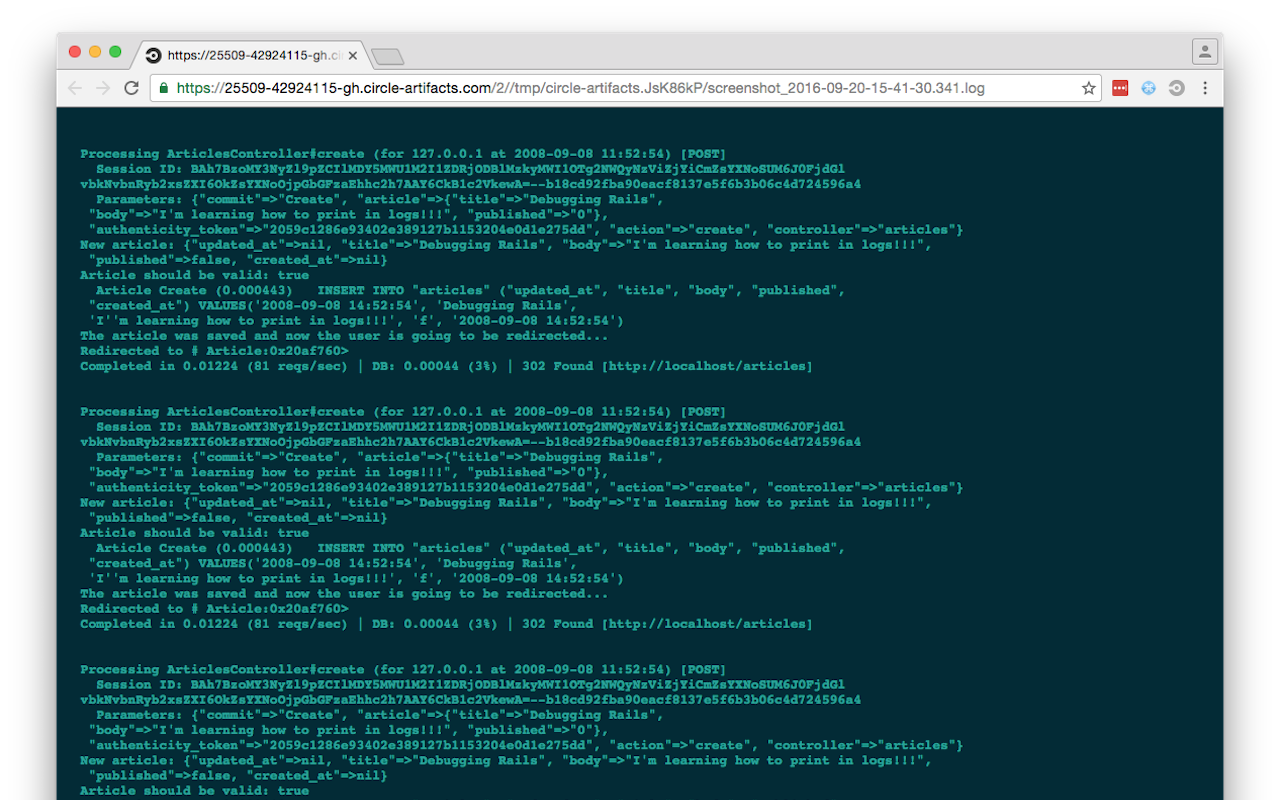 https://25509-42924115-gh.ci
https://25509-42924115-gh.circle-artifacts.com/2//tmp/circle-artifacts.JsK86kP/screenshot_2016-09-20-15-41-30.341.log
Processing ArticlesController#create (for 127.0.0.1 at 2008-09-08 11:52:54) [POST]
Session ID: BAh7BzoMY3NyZl9pZCIlMDY5MWU1M2I1ZDRjODBlMzkyMWI1OTg2NWQyNzViZjYiCmZsYXNoSUM6J0FjdGl
vbkNvbnRyb2xsZXI6OkZsYXNoOjpGbGFzaEhhc2h7AAY6CkB1c2VkewA=--b18cd92fba90eacf8137e5f6b3b06c4d724596a4
Parameters: {"commit"=>"Create", "article"=>{"title"=>"Debugging Rails",
"body"=>"I'm learning how to print in logs!!!", "published"=>"0"},
"authenticity_token"=>"2059c1286e93402e389127b1153204e0d1e275dd", "action"=>"create", "controller"=>"articles"}
New article: {"updated_at"=>nil, "title"=>"Debugging Rails", "body"=>"I'm learning how to print in logs!!!",
"published"=>false, "created_at"=>nil}
Article should be valid: true
Article Create (0.000443)   INSERT INTO "articles" ("updated_at", "title", "body", "published",
"created_at") VALUES('2008-09-08 14:52:54', 'Debugging Rails',
'I''m learning how to print in logs!!!', 'f', '2008-09-08 14:52:54')
The article was saved and now the user is going to be redirected...
Redirected to # Article:0x20af760>
Completed in 0.01224 (81 reqs/sec) | DB: 0.00044 (3%) | 302 Found [http://localhost/articles]
Processing ArticlesController#create (for 127.0.0.1 at 2008-09-08 11:52:54) [POST]
Session ID: BAh7BzoMY3NyZl9pZCIlMDY5MWU1M2I1ZDRjODBlMzkyMWI1OTg2NWQyNzViZjYiCmZsYXNoSUM6J0FjdGl
vbkNvbnRyb2xsZXI6OkZsYXNoOjpGbGFzaEhhc2h7AAY6CkB1c2VkewA=--b18cd92fba90eacf8137e5f6b3b06c4d724596a4
Parameters: {"commit"=>"Create", "article"=>{"title"=>"Debugging Rails",
"body"=>"I'm learning how to print in logs!!!", "published"=>"0"},
"authenticity_token"=>"2059c1286e93402e389127b1153204e0d1e275dd", "action"=>"create", "controller"=>"articles"}
New article: {"updated_at"=>nil, "title"=>"Debugging Rails", "body"=>"I'm learning how to print in logs!!!",
"published"=>false, "created_at"=>nil}
Article should be valid: true
Article Create (0.000443)   INSERT INTO "articles" ("updated_at", "title", "body", "published",
"created_at") VALUES('2008-09-08 14:52:54', 'Debugging Rails',
'I''m learning how to print in logs!!!', 'f', '2008-09-08 14:52:54')
The article was saved and now the user is going to be redirected...
Redirected to # Article:0x20af760>
Completed in 0.01224 (81 reqs/sec) | DB: 0.00044 (3%) | 302 Found [http://localhost/articles]
Processing ArticlesController#create (for 127.0.0.1 at 2008-09-08 11:52:54) [POST]
Session ID: BAh7BzoMY3NyZl9pZCIlMDY5MWU1M2I1ZDRjODBlMzkyMWI1OTg2NWQyNzViZjYiCmZsYXNoSUM6J0FjdGl
vbkNvbnRyb2xsZXI6OkZsYXNoOjpGbGFzaEhhc2h7AAY6CkB1c2VkewA=--b18cd92fba90eacf8137e5f6b3b06c4d724596a4
Parameters: {"commit"=>"Create", "article"=>{"title"=>"Debugging Rails",
"body"=>"I'm learning how to print in logs!!!", "published"=>"0"},
"authenticity_token"=>"2059c1286e93402e389127b1153204e0d1e275dd", "action"=>"create", "controller"=>"articles"}
New article: {"updated_at"=>nil, "title"=>"Debugging Rails", "body"=>"I'm learning how to print in logs!!!",
"published"=>false, "created_at"=>nil}
Article should be valid: true